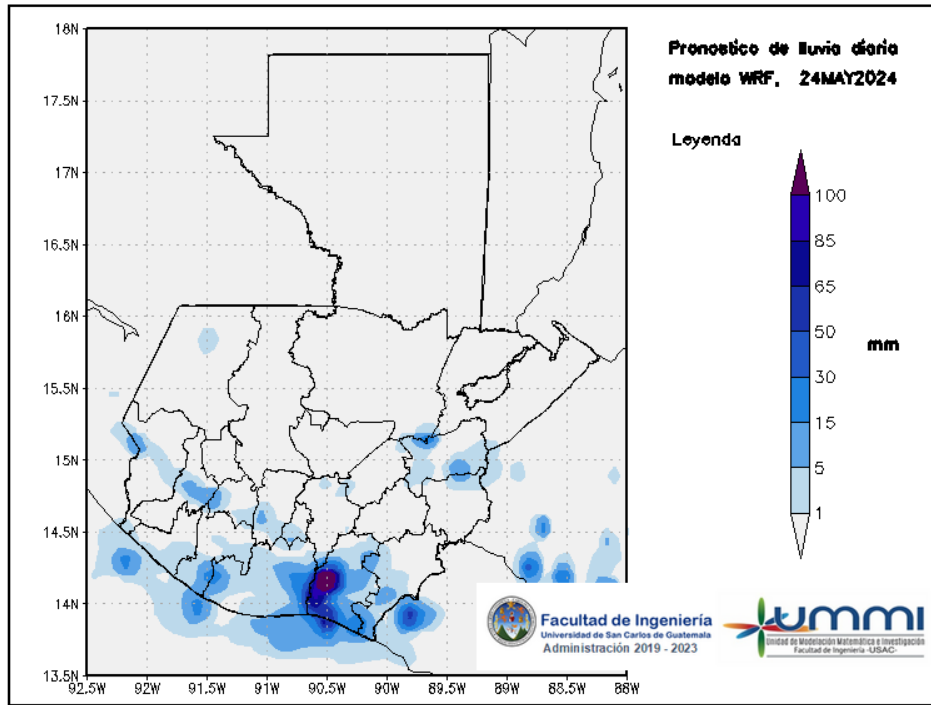 Pronostico de lluvia diaria
modelo WRF, 24MAY2024
Leyenda
100
85
65
50
30
15
5
1
mm
18N
17.5N
17N
16.5N
16N
15.5N
15N
14.5N
14N
13.5N
92.5W
92W
91.5W
91W
90.5W
90W
89.5W
89W
88.5W
88W
Facultad de Ingeniería
Universidad de San Carlos de Guatemala
Administración 2019 - 2023
UMMI
Unidad de Modelación Matemática e Investigación
Facultad de Ingeniería -USAC-